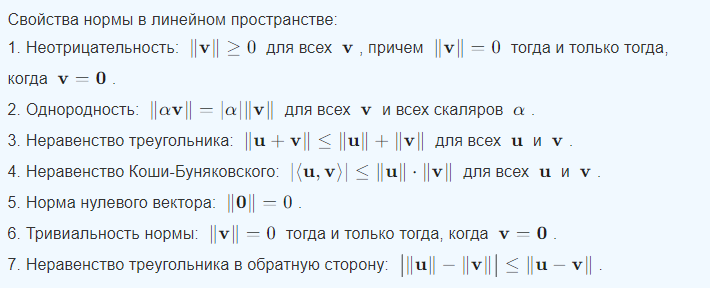 Свойства нормы в линейном пространстве:
1. Неотрицательность: ‖v‖ ≥ 0 для всех v , причем ‖v‖ = 0 тогда и только тогда,
когда v = 0 .
2. Однородность: ‖αv‖ = |α|‖v‖ для всех v и всех скаляров α .
3. Неравенство треугольника: ‖u + v‖ ≤ ‖u‖ + ‖v‖ для всех u и v .
4. Неравенство Коши-Буняковского: |⟨u, v⟩| ≤ ‖u‖ · ‖v‖ для всех u и v .
5. Норма нулевого вектора: ‖0‖ = 0 .
6. Тривиальность нормы: ‖v‖ = 0 тогда и только тогда, когда v = 0 .
7. Неравенство треугольника в обратную сторону: |‖u‖ − ‖v‖| ≤ ‖u − v‖ .